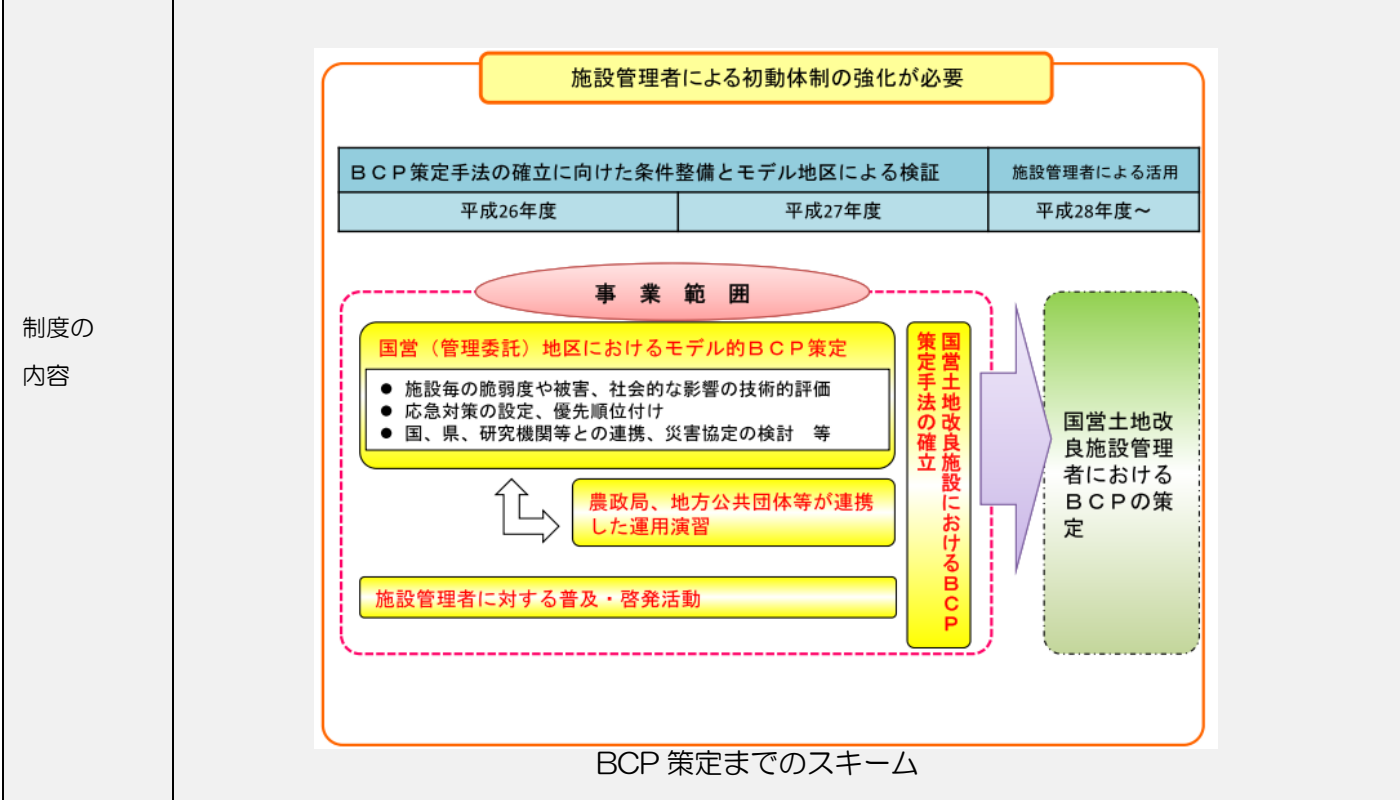 制度の
内容
施設管理者による初動体制の強化が必要
ＢＣＰ策定手法の確立に向けた条件整備とモデル地区による検証
施設管理者による活用
平成26年度
平成27年度
平成28年度～
事 業 範 囲
国営（管理委託）地区におけるモデル的ＢＣＰ策定
● 施設毎の脆弱度や被害、社会的な影響の技術的評価
● 応急対策の設定、優先順位付け
● 国、県、研究機関等との連携、災害協定の検討 等
農政局、地方公共団体等が連携
した運用演習
施設管理者に対する普及・啓発活動
国営土地改良施設におけるＢＣＰ
策定手法の確立
国営土地改
良施設管理
者における
ＢＣＰの策
定
BCP 策定までのスキーム